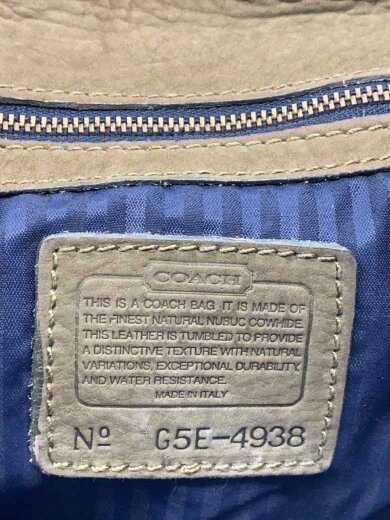 COACH
THIS IS A COACH BAG. IT IS MADE OF
THE FINEST NATURAL NUBUC COWHIDE.
THIS LEATHER IS TUMBLED TO PROVIDE
A DISTINCTIVE TEXTURE WITH NATURAL
VARIATIONS, EXCEPTIONAL DURABILITY,
AND WATER RESISTANCE.
MADE IN ITALY
Nº G5E-4938